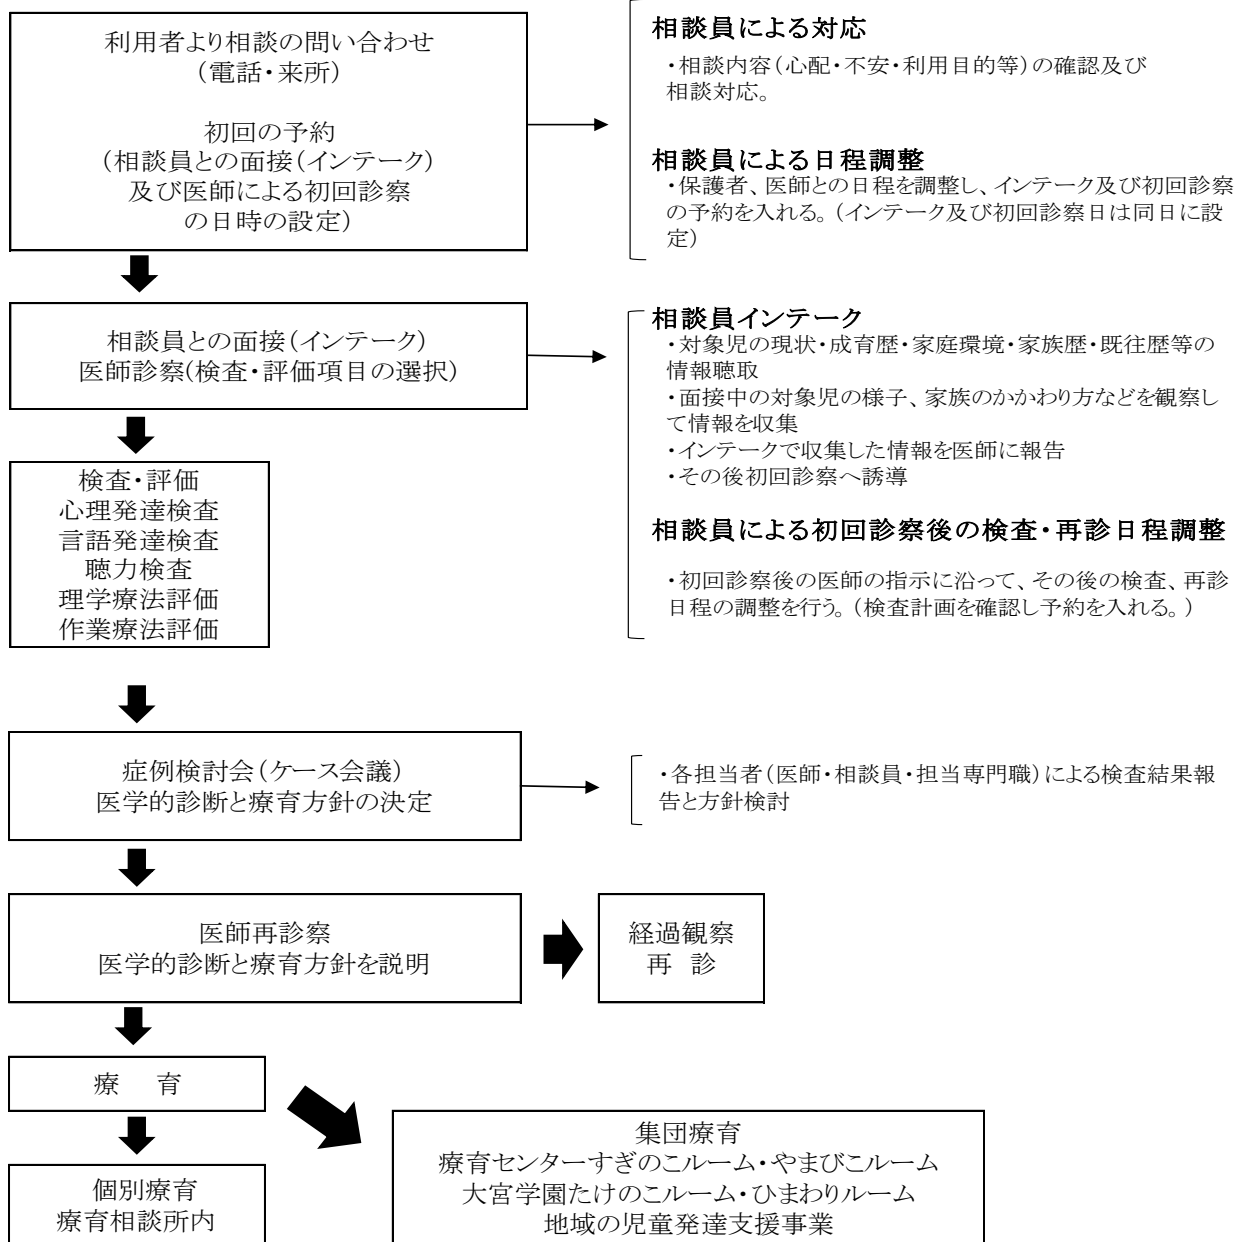 利用者より相談の問い合わせ
（電話・来所）
初回の予約
（相談員との面接（インテーク）
及び医師による初回診察
の日時の設定）
相談員による対応
・相談内容（心配・不安・利用目的等）の確認及び
相談対応。
相談員による日程調整
・保護者、医師との日程を調整し、インテーク及び初回診察
の予約を入れる。（インテーク及び初回診察日は同日に設
定）
相談員との面接（インテーク）
医師診察(検査・評価項目の選択）
相談員インテーク
・対象児の現状・成育歴・家庭環境・家族歴・既往歴等の
情報聴取
・面接中の対象児の様子、家族のかかわり方などを観察し
て情報を収集
・インテークで収集した情報を医師に報告
・その後初回診察へ誘導
相談員による初回診察後の検査・再診日程調整
・初回診察後の医師の指示に沿って、その後の検査、再診
日程の調整を行う。（検査計画を確認し予約を入れる。）
検査・評価
心理発達検査
言語発達検査
聴力検査
理学療法評価
作業療法評価
症例検討会（ケース会議）
医学的診断と療育方針の決定
・各担当者（医師・相談員・担当専門職）による検査結果報
告と方針検討
医師再診察
医学的診断と療育方針を説明
経過観察
再　診
療　育
個別療育
療育相談所内
集団療育
療育センターすぎのこルーム・やまびこルーム
大宮学園たけのこルーム・ひまわりルーム
地域の児童発達支援事業